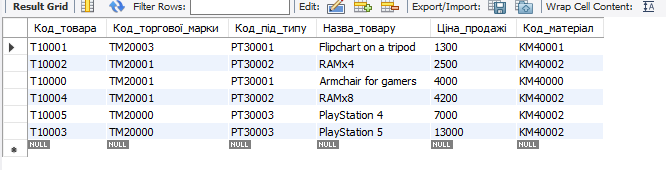 Result Grid Filter Rows: Edit: Export/Import: Wrap Cell Content: IA
Код_товара Код_торгової_марки Код_під_типу Назва_товару Ціна_продажі Код_матеріал
T10001 TM20003 PT30001 Flipchart on a tripod 1300 KM40001
T10002 TM20001 PT30002 RAMx4 2500 KM40002
T10000 TM20001 PT30001 Armchair for gamers 4000 KM40000
T10004 TM20001 PT30002 RAMx8 4200 KM40002
T10005 TM20000 PT30003 PlayStation 4 7000 KM40002
T10003 TM20000 PT30003 PlayStation 5 13000 KM40002
NULL NULL NULL NULL NULL NULL